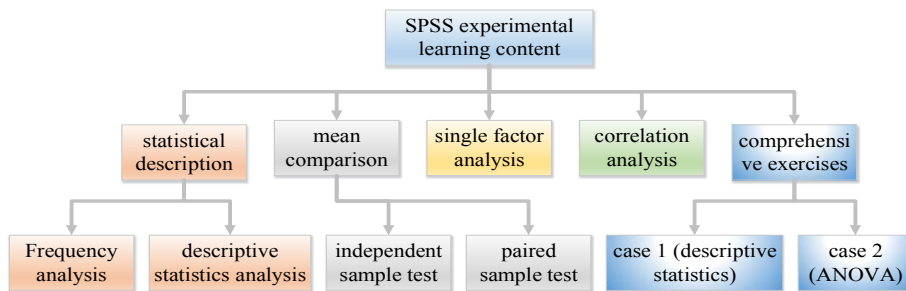 SPSS experimental
learning content
statistical
description
mean
comparison
single factor
analysis
correlation
analysis
comprehensi
ve exercises
Frequency
analysis
descriptive
statistics analysis
independent
sample test
paired
sample test
case 1 (descriptive
statistics)
case 2
(ANOVA)